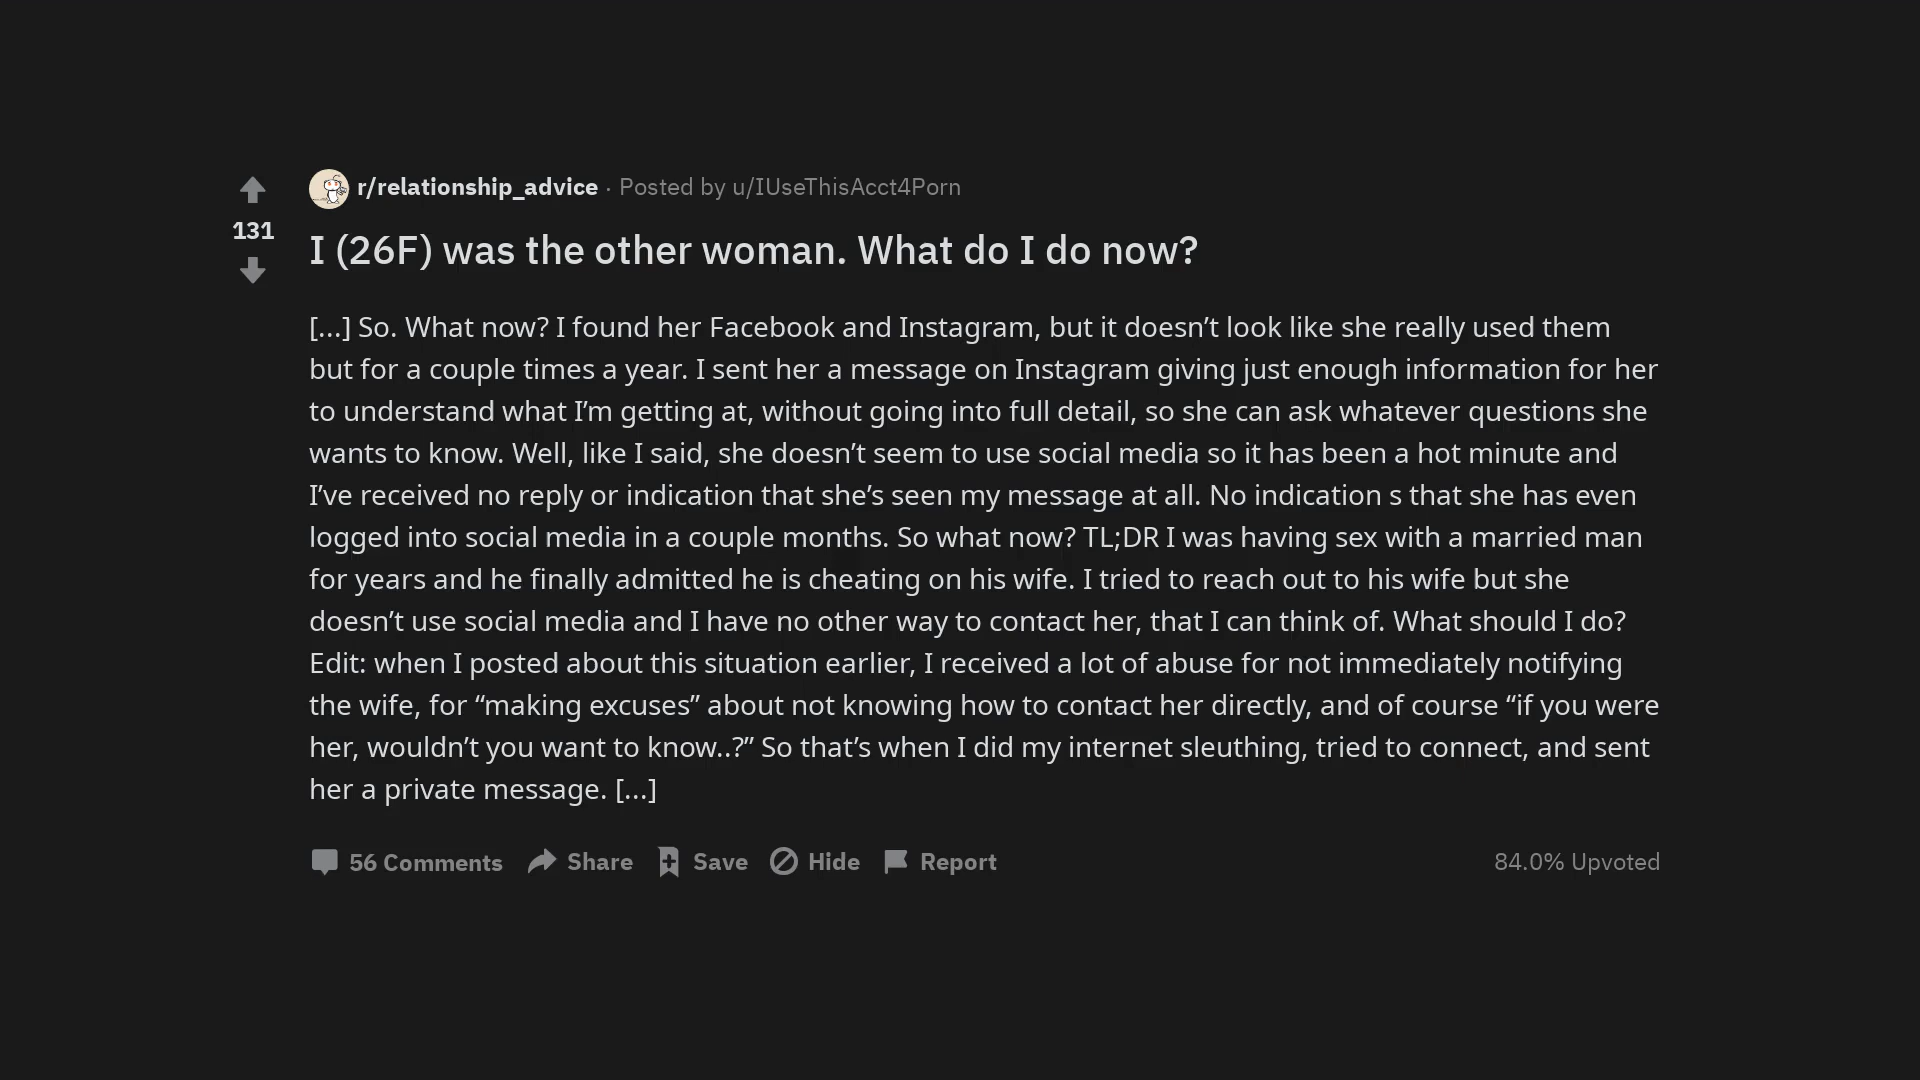 r/relationship_advice · Posted by u/IUseThisAcct4Porn
131
I (26F) was the other woman. What do I do now?
[...] So. What now? I found her Facebook and Instagram, but it doesn’t look like she really used them
but for a couple times a year. I sent her a message on Instagram giving just enough information for her
to understand what I’m getting at, without going into full detail, so she can ask whatever questions she
wants to know. Well, like I said, she doesn’t seem to use social media so it has been a hot minute and
I’ve received no reply or indication that she’s seen my message at all. No indication s that she has even
logged into social media in a couple months. So what now? TL;DR I was having sex with a married man
for years and he finally admitted he is cheating on his wife. I tried to reach out to his wife but she
doesn’t use social media and I have no other way to contact her, that I can think of. What should I do?
Edit: when I posted about this situation earlier, I received a lot of abuse for not immediately notifying
the wife, for “making excuses” about not knowing how to contact her directly, and of course “if you were
her, wouldn’t you want to know..?” So that’s when I did my internet sleuthing, tried to connect, and sent
her a private message. [...]
56 Comments Share Save Hide Report 84.0% Upvoted